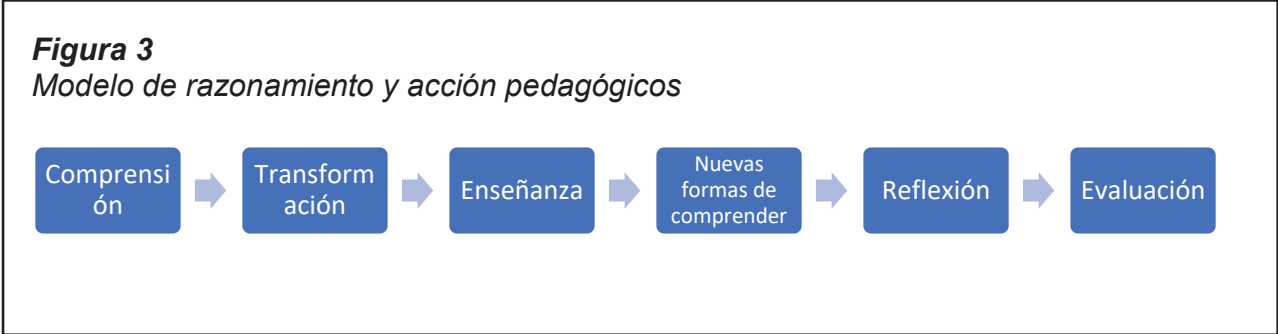 Figura 3
Modelo de razonamiento y acción pedagógicos
Comprensi
ón
Transform
ación
Enseñanza
Nuevas
formas de
comprender
Reflexión
Evaluación